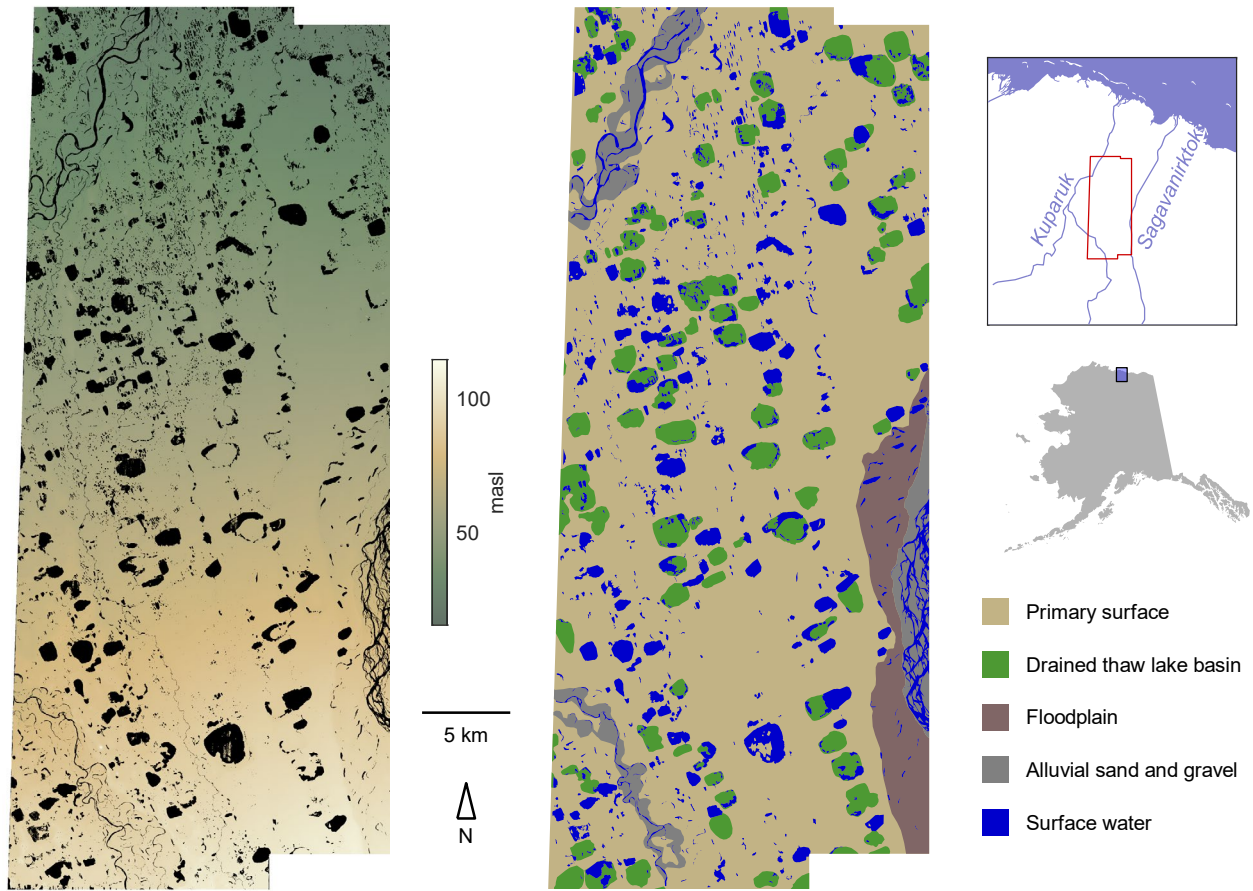 100
50
masl
5 km
N
Kuparuk
Sagavanirktok
Primary surface
Drained thaw lake basin
Floodplain
Alluvial sand and gravel
Surface water